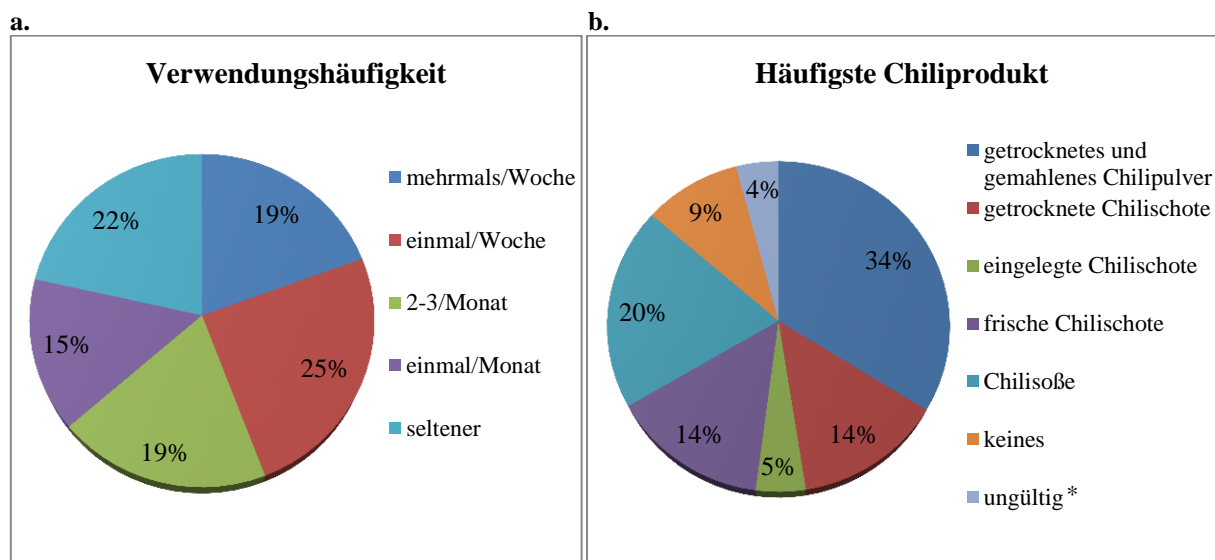 a.
Verwendungshäufigkeit
22%
19%
15%
25%
19%
mehrmals/Woche
einmal/Woche
2-3/Monat
einmal/Monat
seltener
b.
Häufigste Chiliprodukt
4%
9%
34%
20%
14%
14%
5%
getrocknetes und
gemahlenes Chilipulver
getrocknete Chilischote
eingelegte Chilischote
frische Chilischote
Chilisoße
keines
ungültig*